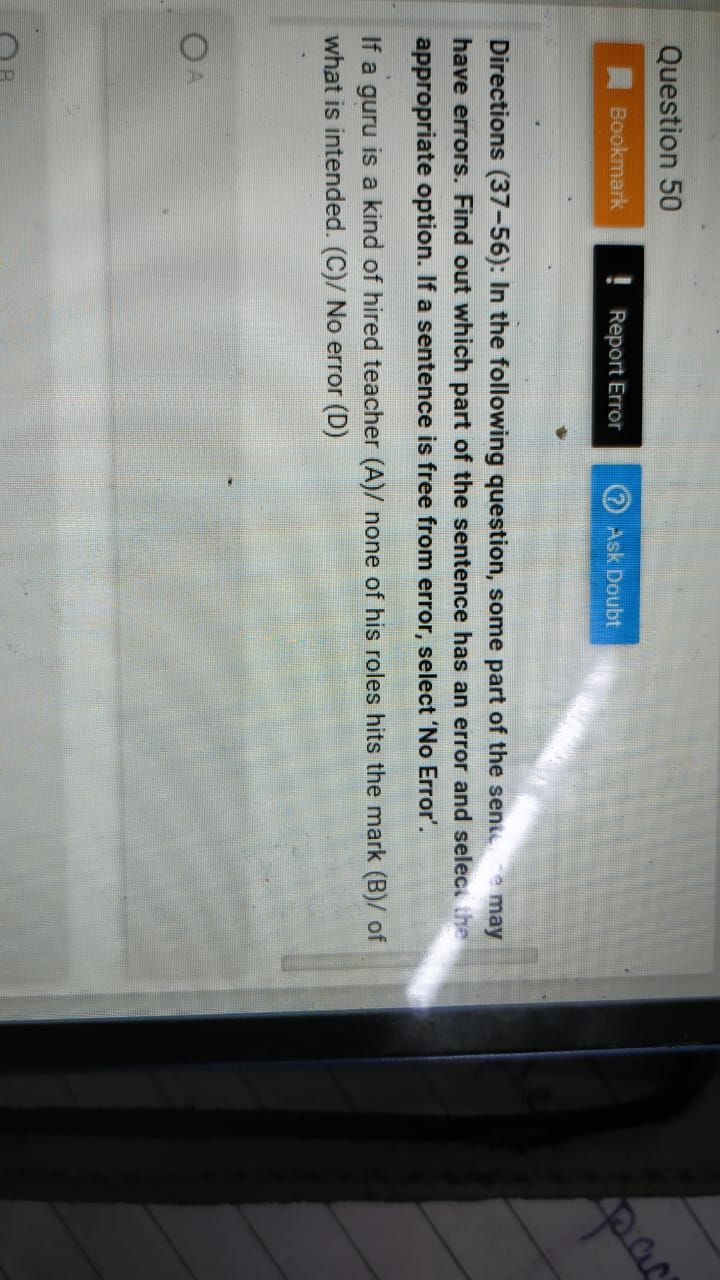 Question 50
Bookmark ! Report Error ? Ask Doubt
Directions (37-56): In the following question, some part of the may
have errors. Find out which part of the sentence has an error and select the
appropriate option. If a sentence is free from error, select 'No Error'.
If a guru is a kind of hired teacher (A)/ none of his roles hits the mark (B)/ of
what is intended. (C)/ No error (D)
A
B